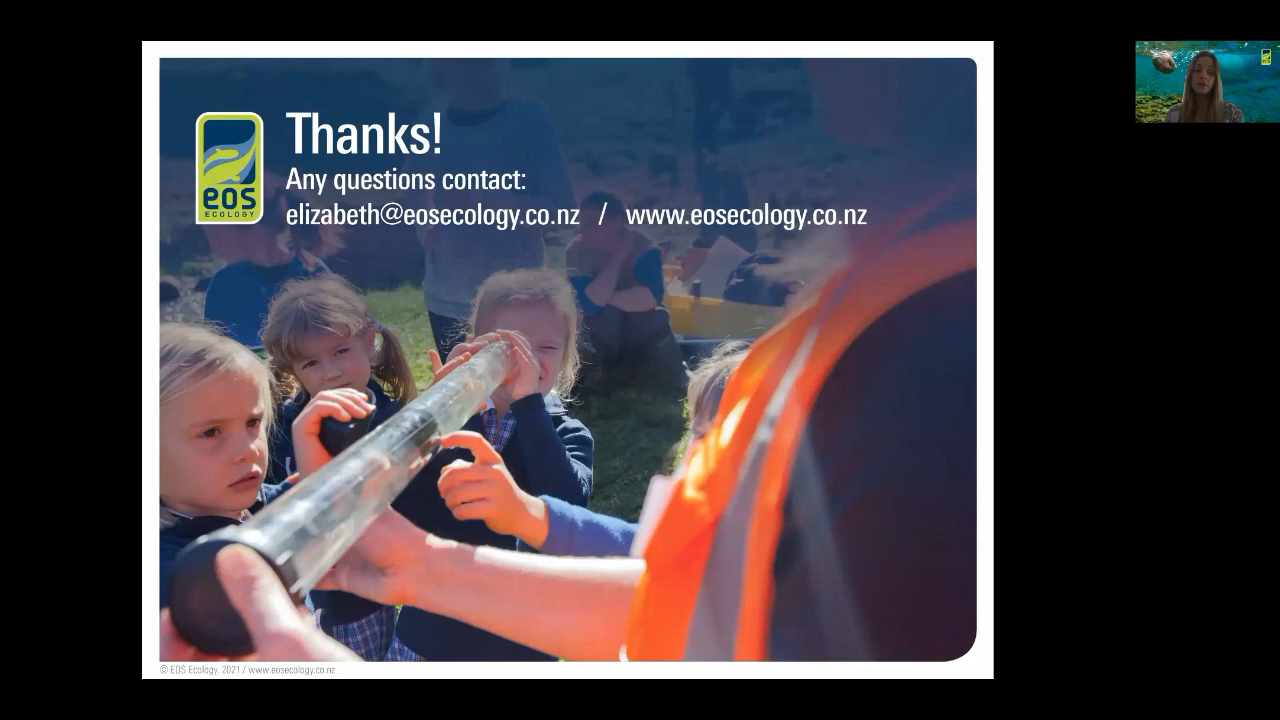 Thanks!
Any questions contact:
elizabeth@eosecology.co.nz / www.eosecology.co.nz
eos
ECOLOGY
© EOS Ecology, 2021 / www.eosecology.co.nz